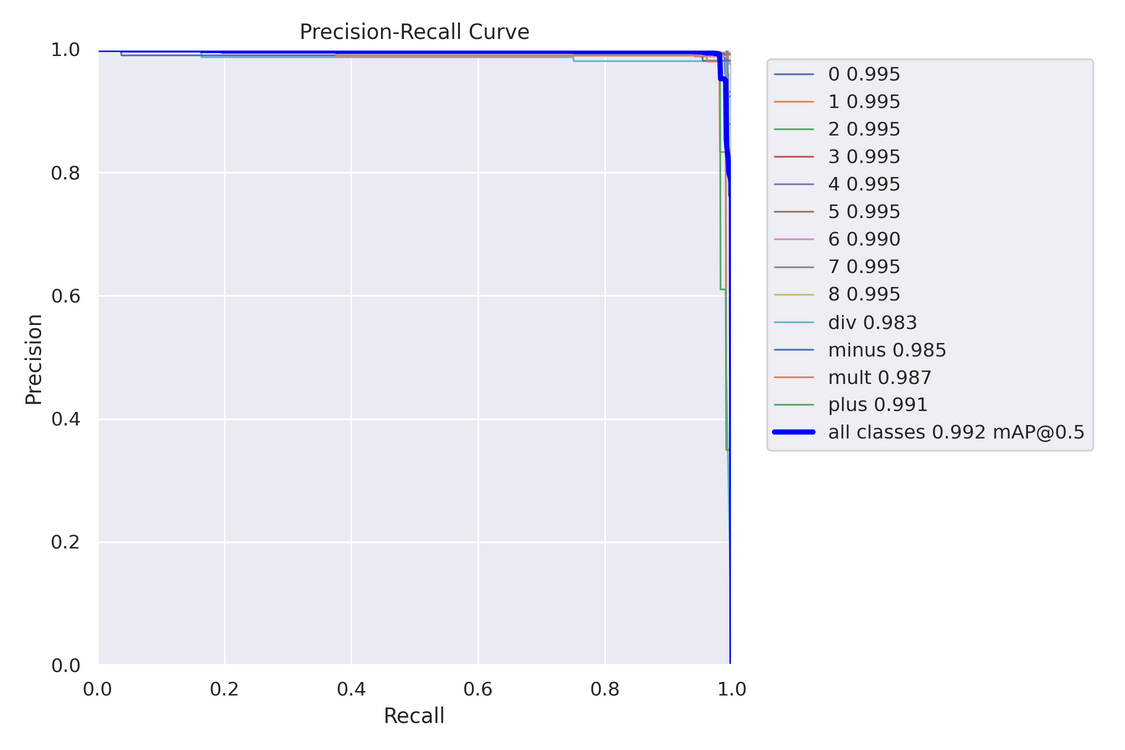 Precision-Recall Curve
1.0
0.8
0.6
0.4
0.2
0.0
Precision
0.0 0.2 0.4 0.6 0.8 1.0
Recall
0 0.995
1 0.995
2 0.995
3 0.995
4 0.995
5 0.995
6 0.990
7 0.995
8 0.995
div 0.983
minus 0.985
mult 0.987
plus 0.991
all classes 0.992 mAP@0.5